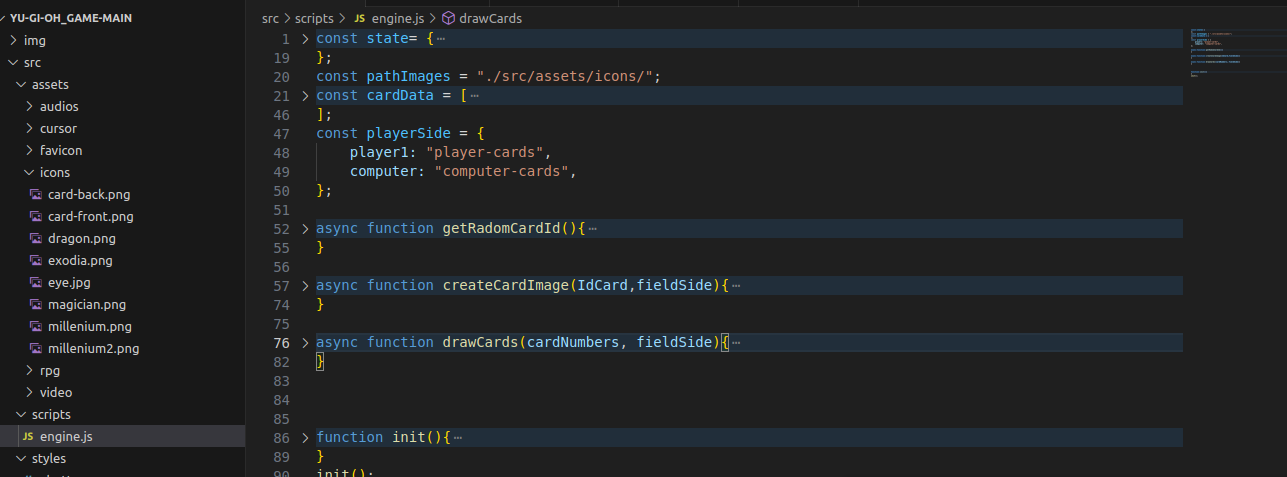 YU-GI-OH_GAME-MAIN
img
src
assets
audios
cursor
favicon
icons
card-back.png
card-front.png
dragon.png
exodia.png
eye.jpg
magician.png
millenium.png
millenium2.png
rpg
video
scripts
JS engine.js
styles
src > scripts > JS engine.js > drawCards
1 const state= {⋯
19 };
20 const pathImages = "./src/assets/icons/";
21 const cardData = [⋯
46 ];
47 const playerSide = {
48 player1: "player-cards",
49 computer: "computer-cards",
50 };
51
52 async function getRadomCardId(){⋯
55 }
56
57 async function createCardImage(IdCard,fieldSide){⋯
74 }
75
76 async function drawCards(cardNumbers, fieldSide){⋯
82 }
83
84
85
86 function init(){⋯
89 }
90 init();